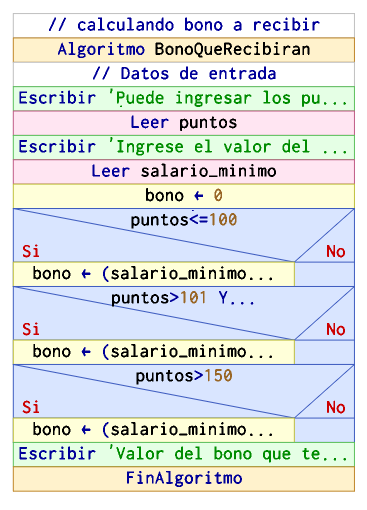 // calculando bono a recibir
Algoritmo BonoQueRecibiran
// Datos de entrada
Escribir 'Puede ingresar los pu...
Leer puntos
Escribir 'Ingrese el valor del ...
Leer salario_minimo
bono ← 0
puntos<=100
Si No
bono ← (salario_minimo...
puntos>101 Y...
Si No
bono ← (salario_minimo...
puntos>150
Si No
bono ← (salario_minimo...
Escribir 'Valor del bono que te...
FinAlgoritmo